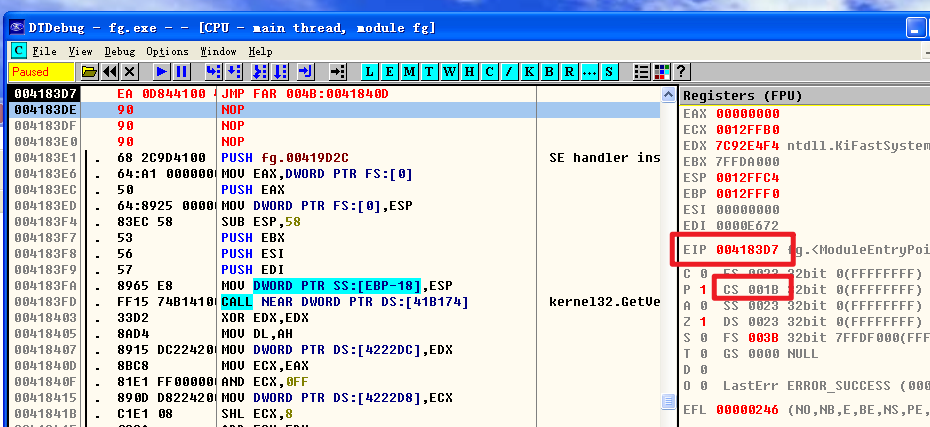 DTDebug - fg.exe - - [CPU - main thread, module fg]
C File View Debug Options Window Help
Paused L E M T W H C / K B R ... S ?
004183D7 EA 0D844100 JMP FAR 004B:0041840D
004183DE 90 NOP
004183DF 90 NOP
004183E0 90 NOP
004183E1 . 68 2C9D4100 PUSH fg.00419D2C SE handler ins
004183E6 . 64:A1 0000000 MOV EAX,DWORD PTR FS:[0]
004183EC . 50 PUSH EAX
004183ED . 64:8925 0000 MOV DWORD PTR FS:[0],ESP
004183F4 . 83EC 58 SUB ESP,58
004183F7 . 53 PUSH EBX
004183F8 . 56 PUSH ESI
004183F9 . 57 PUSH EDI
004183FA . 8965 E8 MOV DWORD PTR SS:[EBP-18],ESP
004183FD . FF15 74B14100 CALL NEAR DWORD PTR DS:[41B174] kernel32.GetVe
00418403 . 33D2 XOR EDX,EDX
00418405 . 8AD4 MOV DL,AH
00418407 . 8915 DC224200 MOV DWORD PTR DS:[4222DC],EDX
0041840D . 8BC8 MOV ECX,EAX
0041840F . 81E1 FF000000 AND ECX,0FF
00418415 . 890D D8224200 MOV DWORD PTR DS:[4222D8],ECX
0041841B . C1E1 08 SHL ECX,8
Registers (FPU)
EAX 00000000
ECX 0012FFB0
EDX 7C92E4F4 ntdll.KiFastSystem
EBX 7FFDA000
ESP 0012FFC4
EBP 0012FFF0
ESI 00000000
EDI 0000E672
EIP 004183D7 fg.<ModuleEntryPoi
C 0 ES 0023 32bit 0(FFFFFFFF)
P 1 CS 001B 32bit 0(FFFFFFFF)
A 0 SS 0023 32bit 0(FFFFFFFF)
Z 1 DS 0023 32bit 0(FFFFFFFF)
S 0 FS 003B 32bit 7FFDF000(FFF
T 0 GS 0000 NULL
D 0
O 0 LastErr ERROR_SUCCESS (000
EFL 00000246 (NO,NB,E,BE,NS,PE,